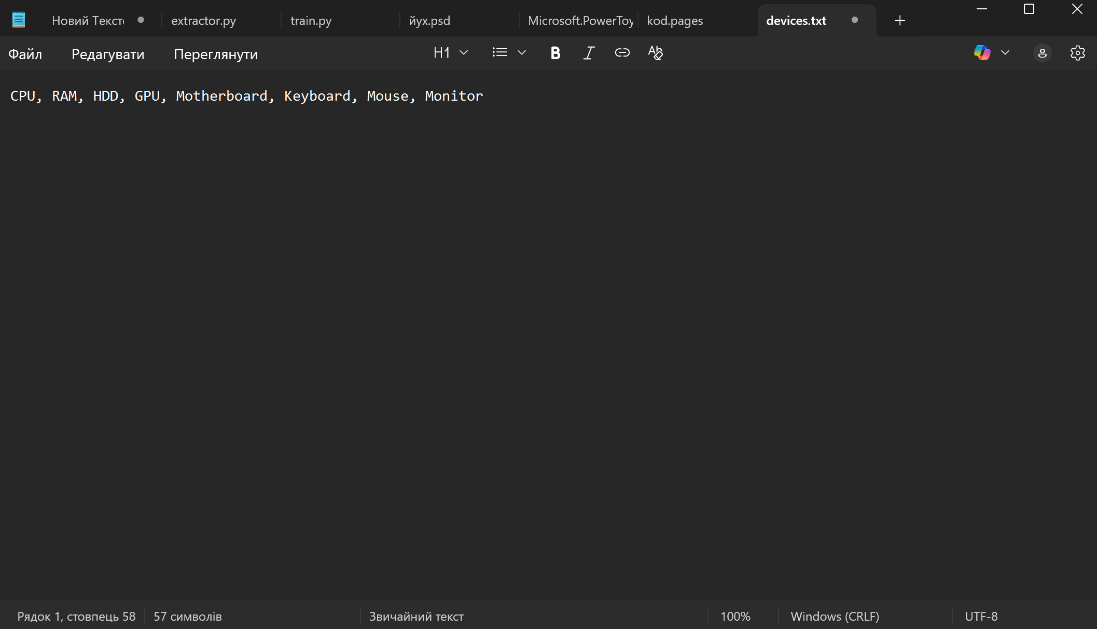 Новий Текст
extractor.py
train.py
йух.psd
Microsoft.PowerToy
kod.pages
devices.txt
Файл
Редагувати
Переглянути
H1
B
I
CPU, RAM, HDD, GPU, Motherboard, Keyboard, Mouse, Monitor
Рядок 1, стовпець 58
57 символів
Звичайний текст
100%
Windows (CRLF)
UTF-8